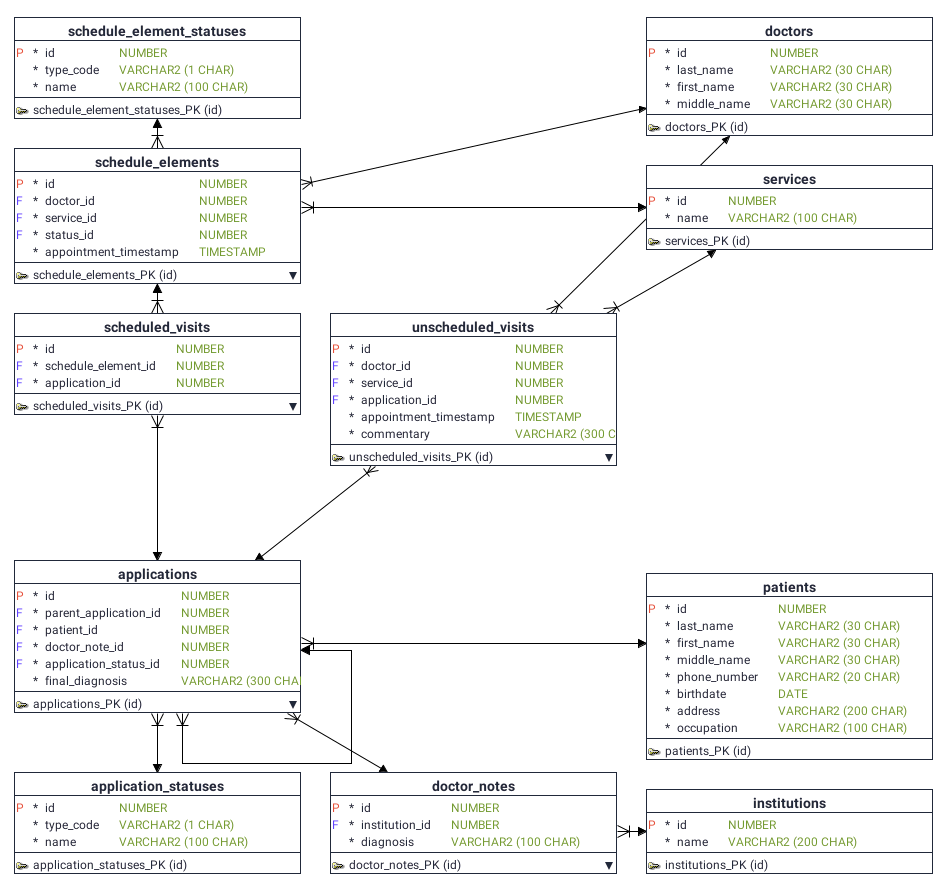 schedule_element_statuses
P * id NUMBER
* type_code VARCHAR2 (1 CHAR)
* name VARCHAR2 (100 CHAR)
schedule_element_statuses_PK (id)
doctors
P * id NUMBER
* last_name VARCHAR2 (30 CHAR)
* first_name VARCHAR2 (30 CHAR)
* middle_name VARCHAR2 (30 CHAR)
doctors_PK (id)
schedule_elements
P * id NUMBER
F * doctor_id NUMBER
F * service_id NUMBER
F * status_id NUMBER
* appointment_timestamp TIMESTAMP
schedule_elements_PK (id)
services
P * id NUMBER
* name VARCHAR2 (100 CHAR)
services_PK (id)
scheduled_visits
P * id NUMBER
F * schedule_element_id NUMBER
F * application_id NUMBER
scheduled_visits_PK (id)
unscheduled_visits
P * id NUMBER
F * doctor_id NUMBER
F * service_id NUMBER
F * application_id NUMBER
* appointment_timestamp TIMESTAMP
* commentary VARCHAR2 (300 C
unscheduled_visits_PK (id)
applications
P * id NUMBER
F * parent_application_id NUMBER
F * patient_id NUMBER
F * doctor_note_id NUMBER
F * application_status_id NUMBER
* final_diagnosis VARCHAR2 (300 CHA
applications_PK (id)
patients
P * id NUMBER
* last_name VARCHAR2 (30 CHAR)
* first_name VARCHAR2 (30 CHAR)
* middle_name VARCHAR2 (30 CHAR)
* phone_number VARCHAR2 (20 CHAR)
* birthdate DATE
* address VARCHAR2 (200 CHAR)
* occupation VARCHAR2 (100 CHAR)
patients_PK (id)
application_statuses
P * id NUMBER
* type_code VARCHAR2 (1 CHAR)
* name VARCHAR2 (100 CHAR)
application_statuses_PK (id)
doctor_notes
P * id NUMBER
F * institution_id NUMBER
* diagnosis VARCHAR2 (100 CHAR)
doctor_notes_PK (id)
institutions
P * id NUMBER
* name VARCHAR2 (200 CHAR)
institutions_PK (id)